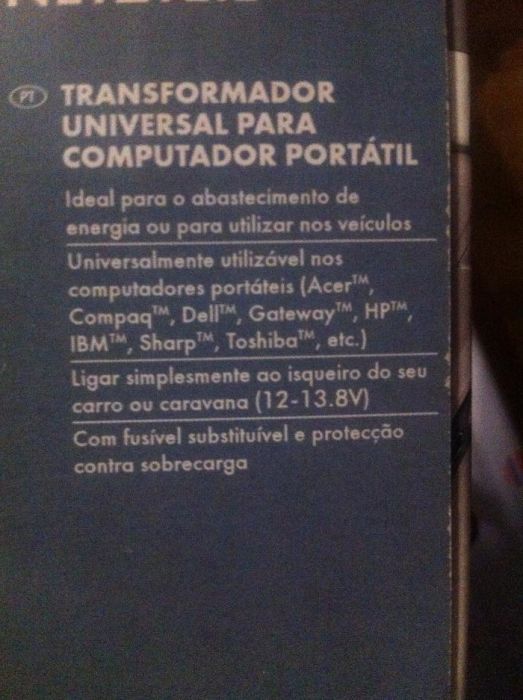 PT
TRANSFORMADOR
UNIVERSAL PARA
COMPUTADOR PORTÁTIL
Ideal para o abastecimento de
energia ou para utilizar nos veículos
Universalmente utilizável nos
computadores portáteis (Acer™,
Compaq™, Dell™, Gateway™, HP™,
IBM™, Sharp™, Toshiba™, etc.)
Ligar simplesmente ao isqueiro do seu
carro ou caravana (12-13.8V)
Com fusível substituível e protecção
contra sobrecarga